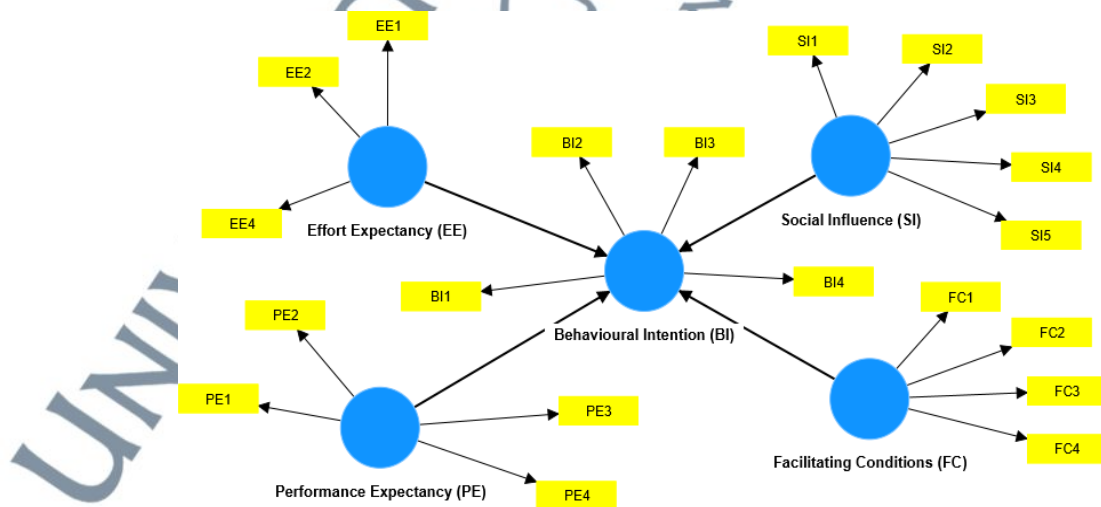 EE1
EE2
EE4
Effort Expectancy (EE)
SI1
SI2
SI3
SI4
SI5
Social Influence (SI)
BI2
BI3
BI1
BI4
Behavioural Intention (BI)
PE2
PE1
PE3
PE4
Performance Expectancy (PE)
FC1
FC2
FC3
FC4
Facilitating Conditions (FC)